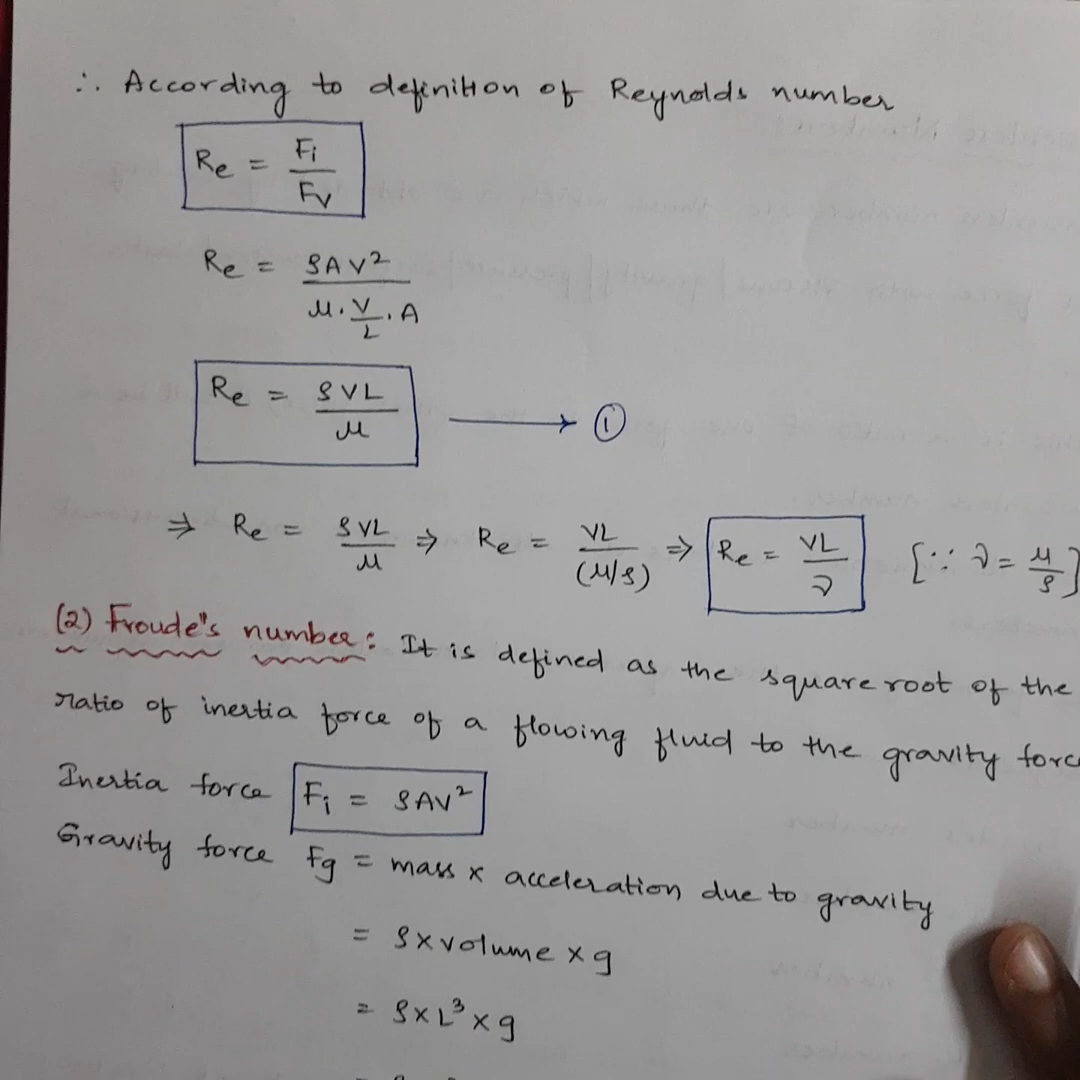 ∴ According to definition of Reynolds number
Re = Fi / Fv
Re = ρAV² / μ · V/L · A
Re = ρVL / μ → ①
⇒ Re = ρVL / μ ⇒ Re = VL / (μ/ρ) ⇒ Re = VL / ν [∵ ν = μ/ρ]
(2) Froude's number: It is defined as the square root of the
ratio of inertia force of a flowing fluid to the gravity force
Inertia force Fi = ρAV²
Gravity force Fg = mass x acceleration due to gravity
= ρ x volume x g
= ρ x L³ x g